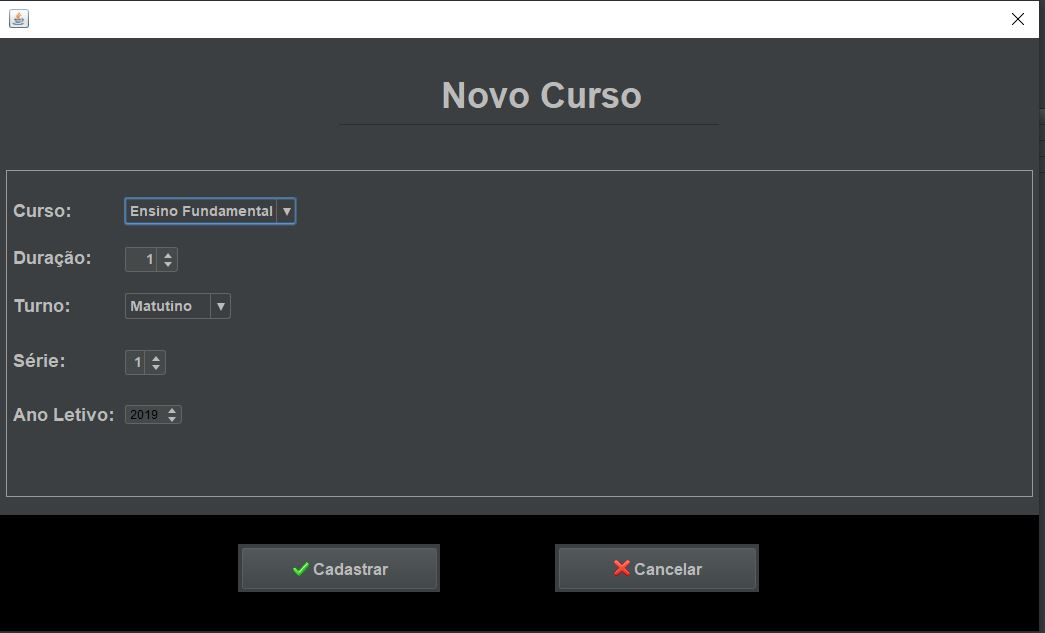 Novo Curso
Curso: Ensino Fundamental
Duração: 1
Turno: Matutino
Série: 1
Ano Letivo: 2019
Cadastrar Cancelar